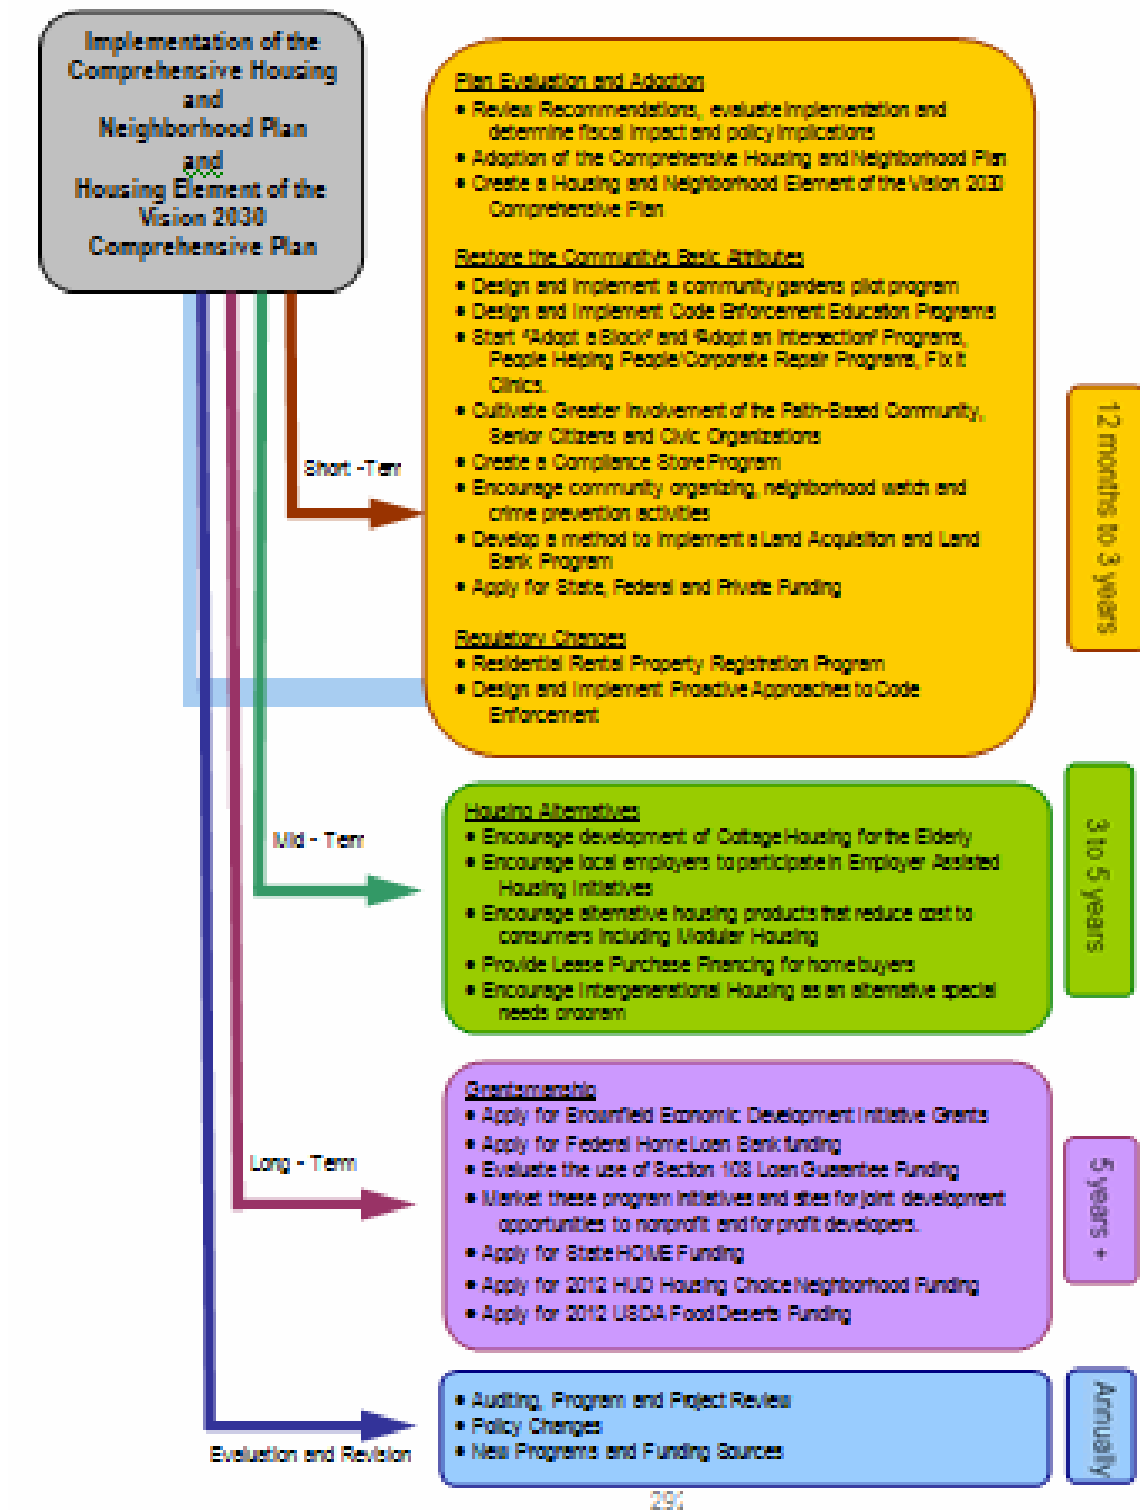 Implementation of the
Comprehensive Housing
and
Neighborhood Plan
and
Housing Element of the
Vision 2030
Comprehensive Plan
Plan Evaluation and Adoption
• Review Recommendations, evaluate implementation and
determine fiscal impact and policy implications
• Adoption of the Comprehensive Housing and Neighborhood Plan
• Create a Housing and Neighborhood Element of the Vision 2030
Comprehensive Plan
Restore the Community's Basic Attributes
• Design and Implement a community gardens pilot program
• Design and Implement Code Enforcement Education Programs
• Start "Adopt a Block" and "Adopt an Intersection" Programs,
People Helping People/Corporate Repair Programs, Fix It
Clinics.
• Cultivate Greater Involvement of the Faith-Based Community,
Senior Citizens and Civic Organizations
• Create a Compliance Store Program
• Encourage community organizing, neighborhood watch and
crime prevention activities
• Develop a method to implement a Land Acquisition and Land
Bank Program
• Apply for State, Federal and Private Funding
Regulatory Changes
• Residential Rental Property Registration Program
• Design and Implement Proactive Approaches to Code
Enforcement
Short -Terr
12 months to 3 years
Housing Alternatives
• Encourage development of Cottage Housing for the Elderly
• Encourage local employers to participate in Employer Assisted
Housing Initiatives
• Encourage alternative housing products that reduce cost to
consumers including Modular Housing
• Provide Lease Purchase Financing for homebuyers
• Encourage Intergenerational Housing as an alternative special
needs program
Mid - Terr
3 to 5 years
Grantsmanship
• Apply for Brownfield Economic Development Initiative Grants
• Apply for Federal Home Loan Bank funding
• Evaluate the use of Section 108 Loan Guarantee Funding
• Market these program initiatives and sites for joint development
opportunities to nonprofit and for profit developers.
• Apply for State HOME Funding
• Apply for 2012 HUD Housing Choice Neighborhood Funding
• Apply for 2012 USDA Food Deserts Funding
Long - Term
5 years +
• Auditing, Program and Project Review
• Policy Changes
• New Programs and Funding Sources
Evaluation and Revision
Annually